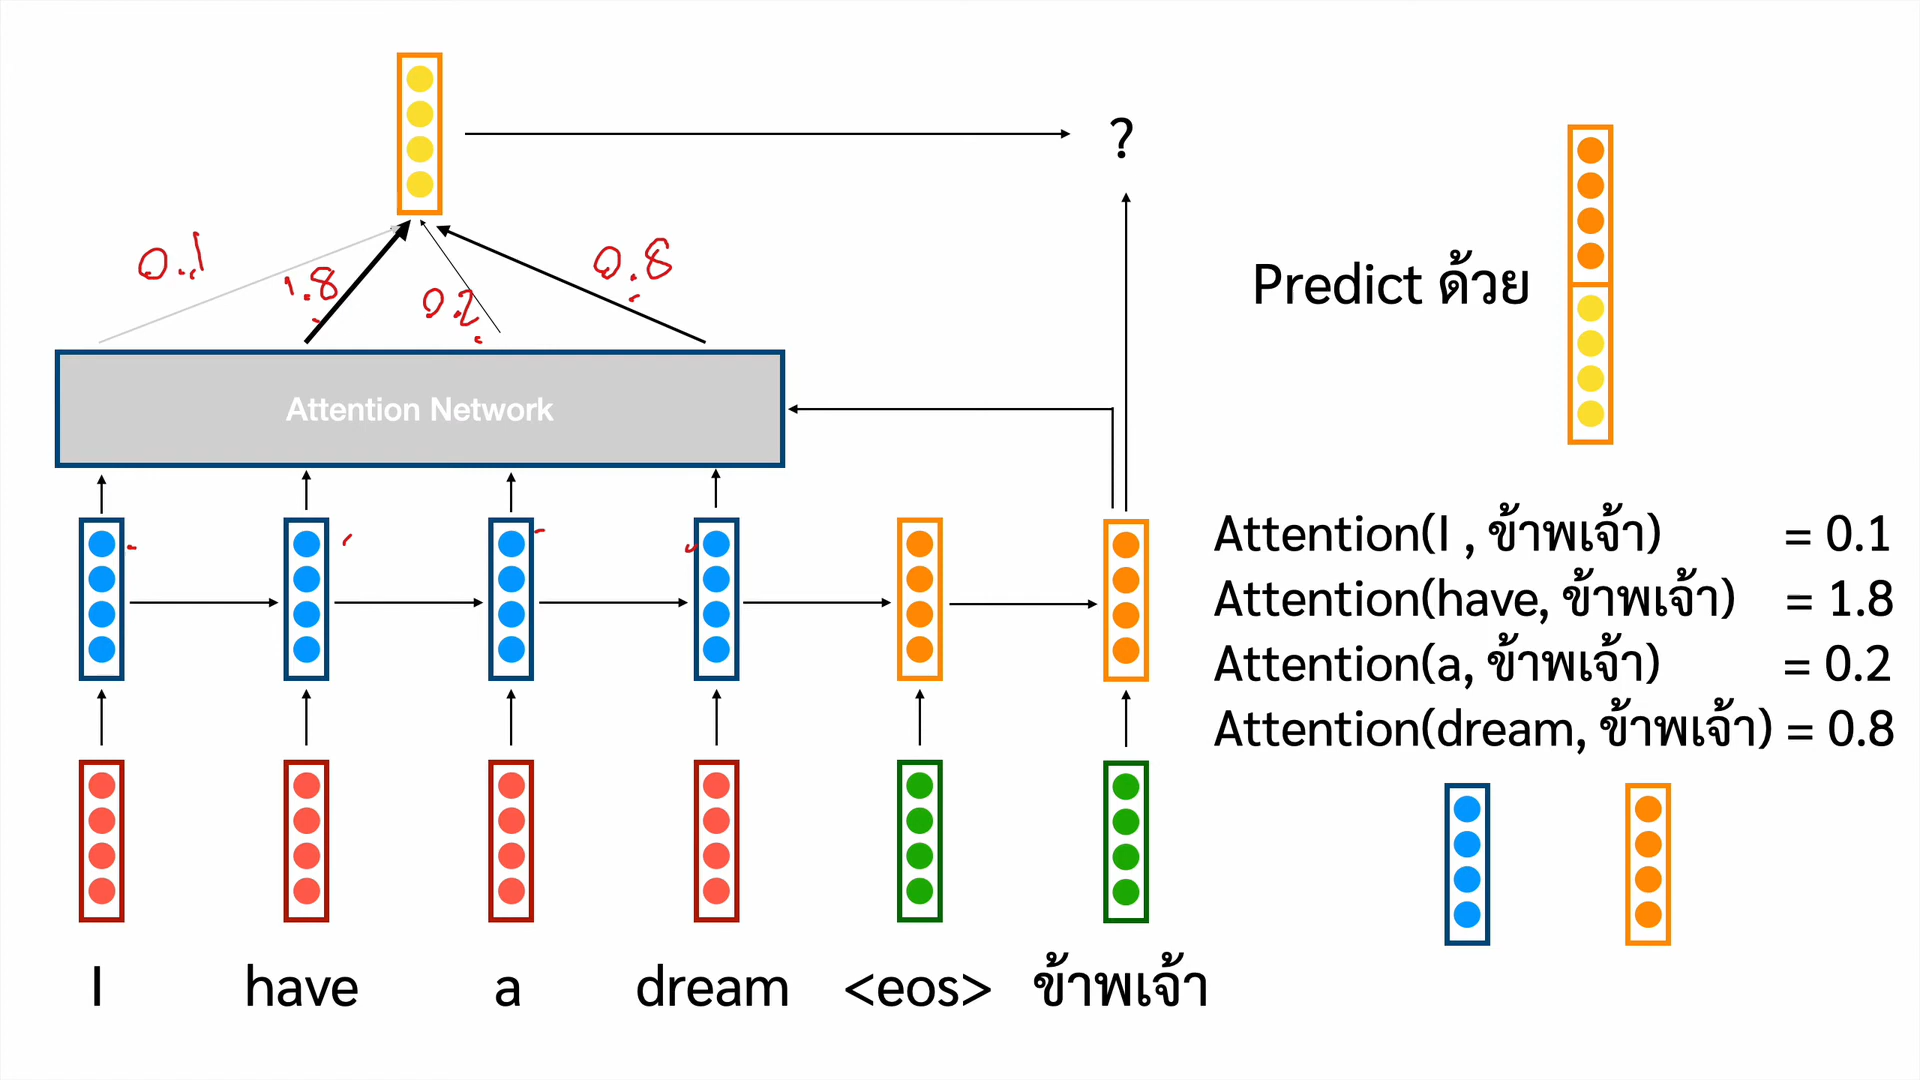 ?
0.1
1.8
0.2
0.8
Predict ด้วย
Attention Network
Attention(I , ข้าพเจ้า) = 0.1
Attention(have, ข้าพเจ้า) = 1.8
Attention(a, ข้าพเจ้า) = 0.2
Attention(dream, ข้าพเจ้า) = 0.8
I have a dream <eos> ข้าพเจ้า